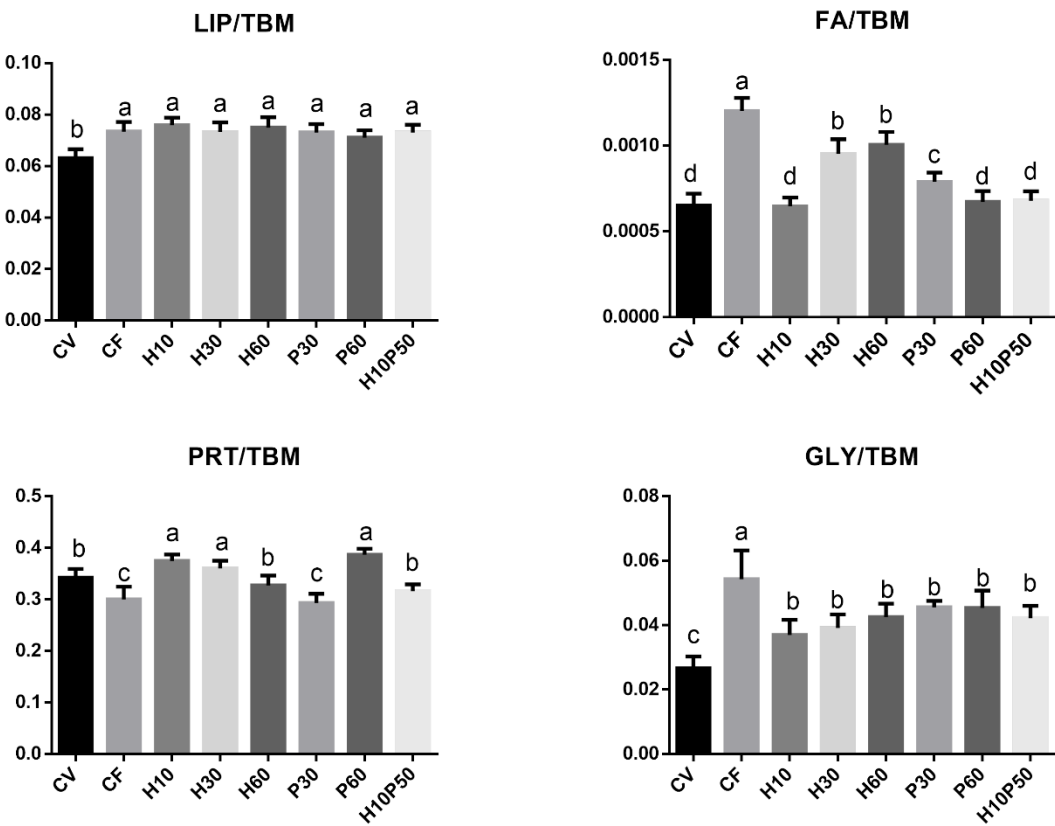 LIP/TBM
0.10
0.08
0.06
0.04
0.02
0.00
b a a a a a a a
CV CF H10 H30 H60 P30 P60 H10P50
FA/TBM
0.0015
0.0010
0.0005
0.0000
d a d b b c d d
CV CF H10 H30 H60 P30 P60 H10P50
PRT/TBM
0.5
0.4
0.3
0.2
0.1
0.0
b c a a b c a b
CV CF H10 H30 H60 P30 P60 H10P50
GLY/TBM
0.08
0.06
0.04
0.02
0.00
c a b b b b b b
CV CF H10 H30 H60 P30 P60 H10P50